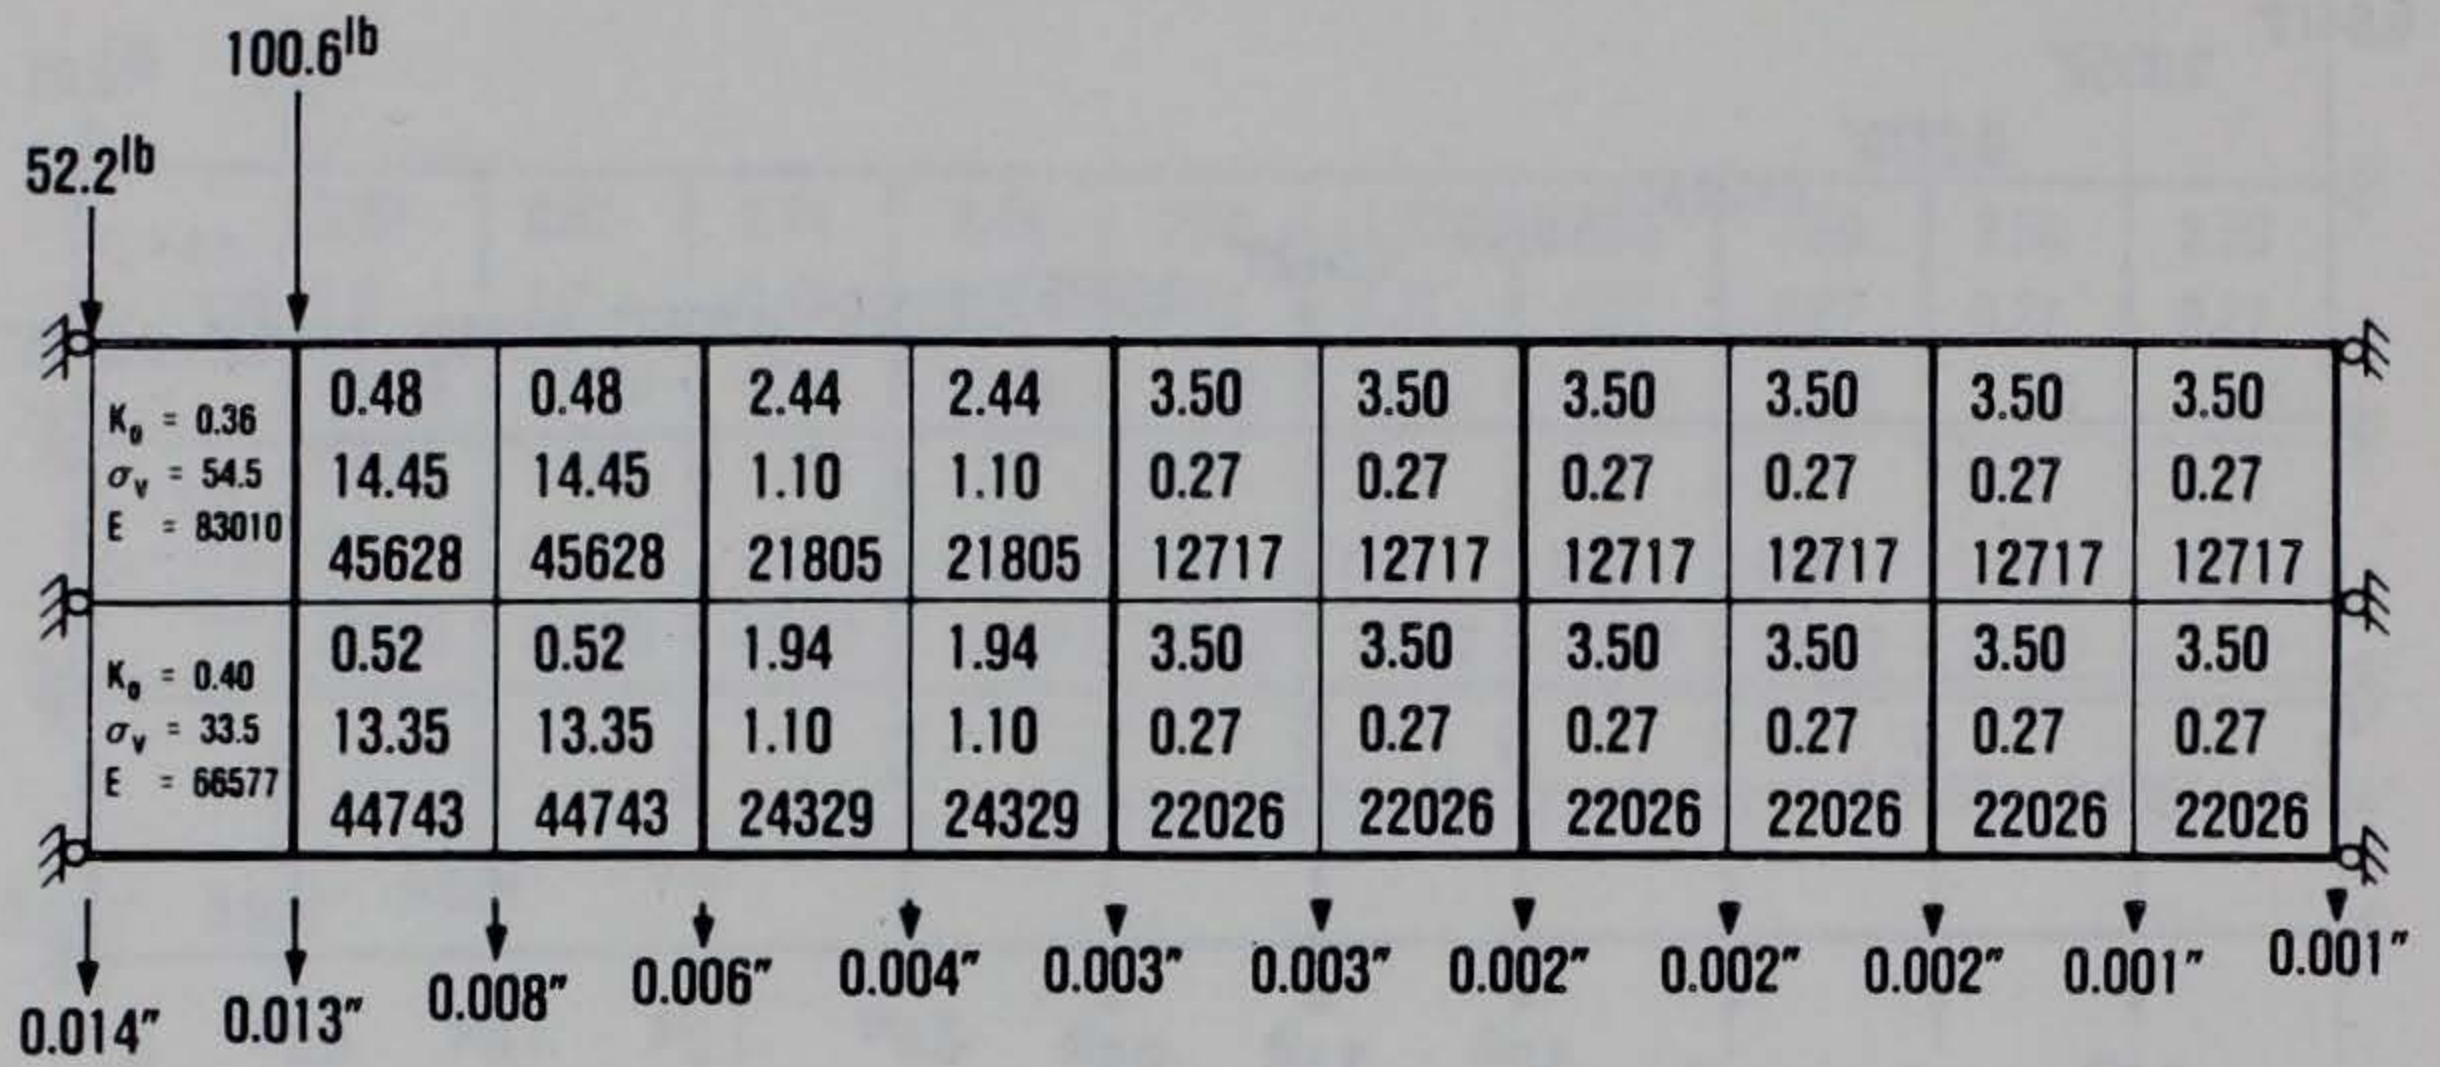 100.6lb
52.2lb
K0 = 0.36 0.48 0.48 2.44 2.44 3.50 3.50 3.50 3.50 3.50 3.50
σv = 54.5 14.45 14.45 1.10 1.10 0.27 0.27 0.27 0.27 0.27 0.27
E = 83010 45628 45628 21805 21805 12717 12717 12717 12717 12717 12717
K0 = 0.40 0.52 0.52 1.94 1.94 3.50 3.50 3.50 3.50 3.50 3.50
σv = 33.5 13.35 13.35 1.10 1.10 0.27 0.27 0.27 0.27 0.27 0.27
E = 66577 44743 44743 24329 24329 22026 22026 22026 22026 22026 22026
0.014″ 0.013″ 0.008″ 0.006″ 0.004″ 0.003″ 0.003″ 0.002″ 0.002″ 0.002″ 0.001″ 0.001″